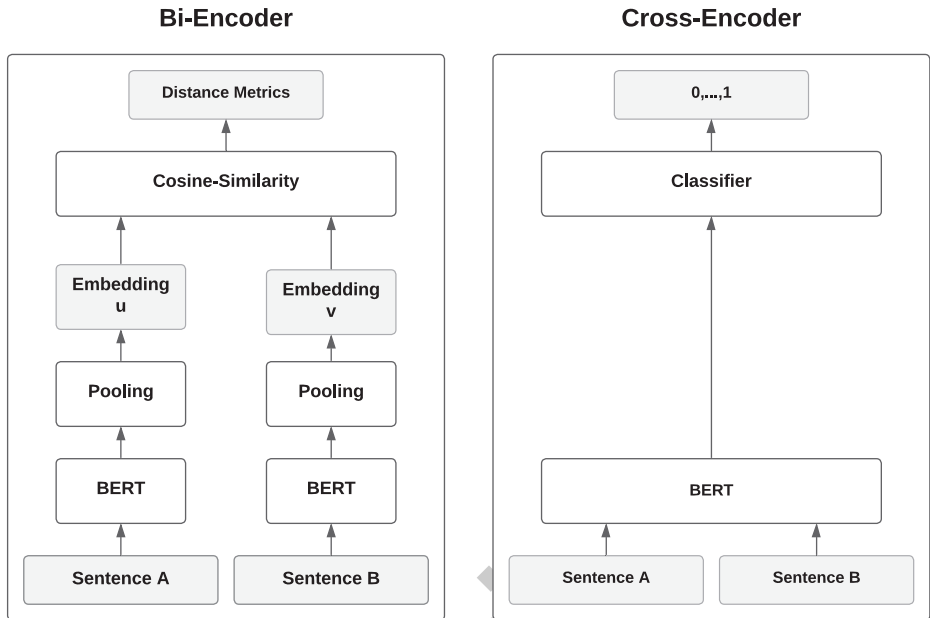 Bi-Encoder
Distance Metrics
Cosine-Similarity
Embedding
u
Embedding
v
Pooling
Pooling
BERT
BERT
Sentence A
Sentence B
Cross-Encoder
0,...,1
Classifier
BERT
Sentence A
Sentence B